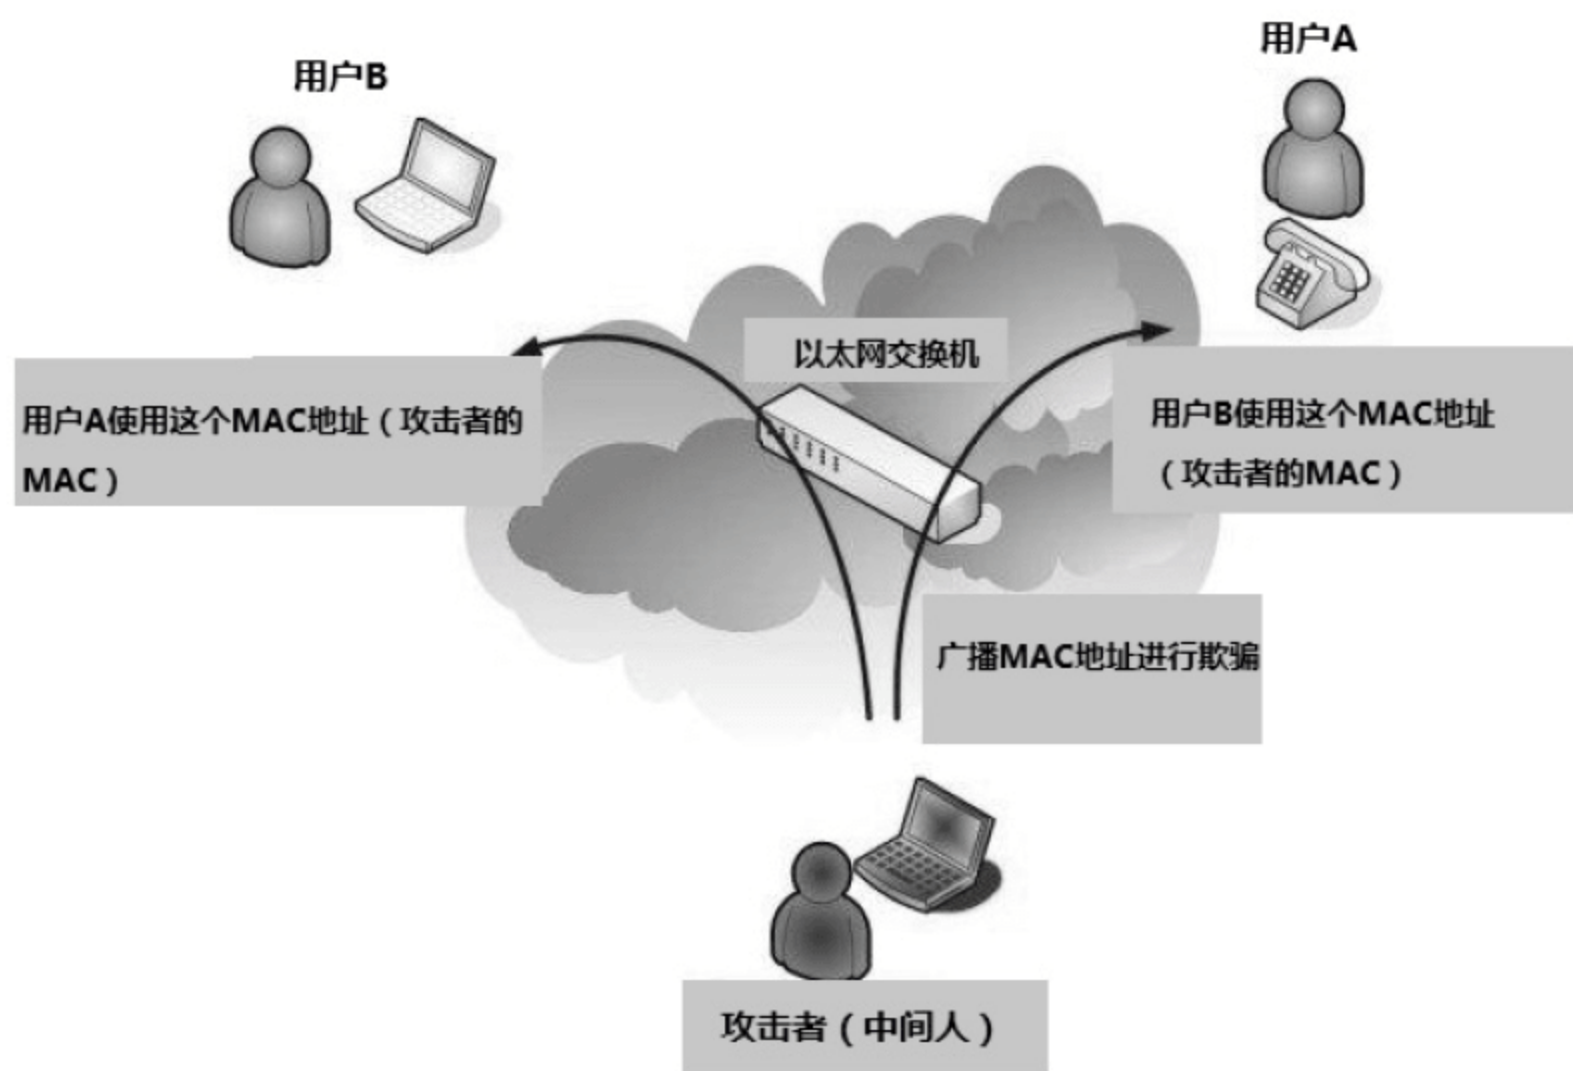 用户A
用户B
以太网交换机
用户A使用这个MAC地址（攻击者的
MAC）
用户B使用这个MAC地址
（攻击者的MAC）
广播MAC地址进行欺骗
攻击者（中间人）